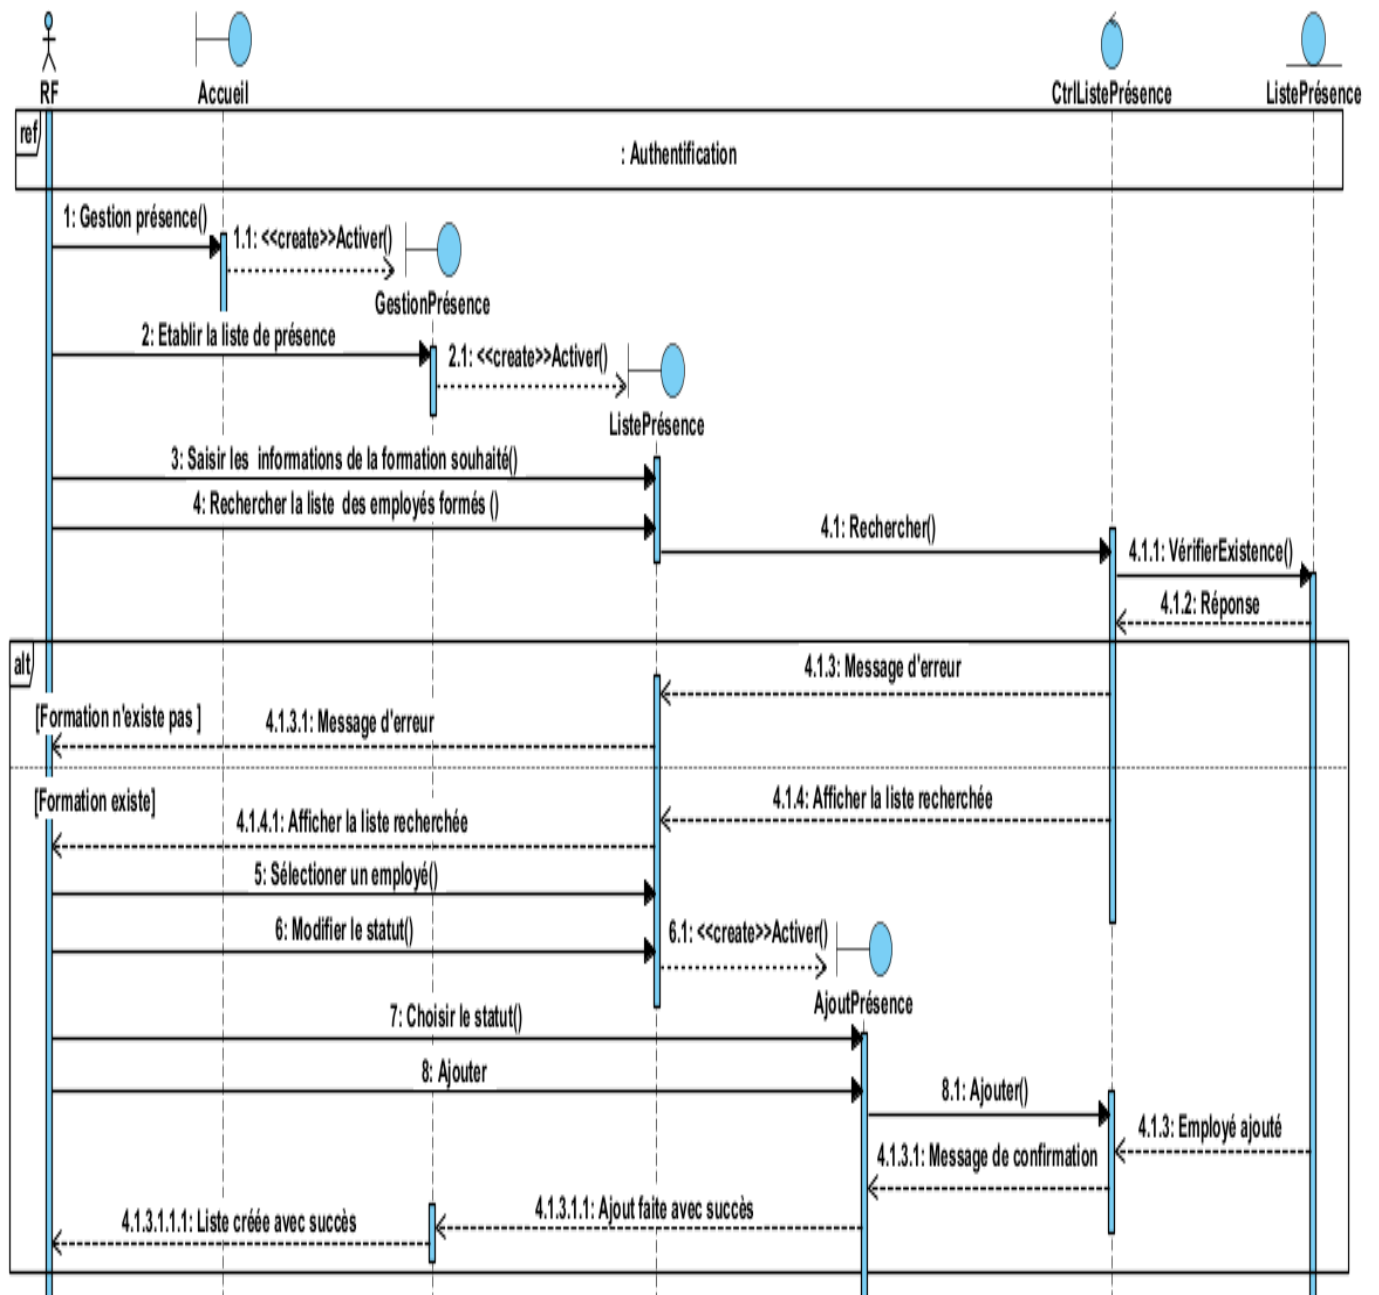 RF
Accueil
CtrlListePrésence
ListePrésence
ref
: Authentification
1: Gestion présence()
1.1: <<create>>Activer()
GestionPrésence
2: Etablir la liste de présence
2.1: <<create>>Activer()
ListePrésence
3: Saisir les informations de la formation souhaité()
4: Rechercher la liste des employés formés ()
4.1: Rechercher()
4.1.1: VérifierExistence()
4.1.2: Réponse
alt
4.1.3: Message d'erreur
[Formation n'existe pas ]
4.1.3.1: Message d'erreur
[Formation existe]
4.1.4: Afficher la liste recherchée
4.1.4.1: Afficher la liste recherchée
5: Sélectioner un employé()
6: Modifier le statut()
6.1: <<create>>Activer()
AjoutPrésence
7: Choisir le statut()
8: Ajouter
8.1: Ajouter()
4.1.3: Employé ajouté
4.1.3.1: Message de confirmation
4.1.3.1.1: Ajout faite avec succès
4.1.3.1.1.1: Liste créée avec succès